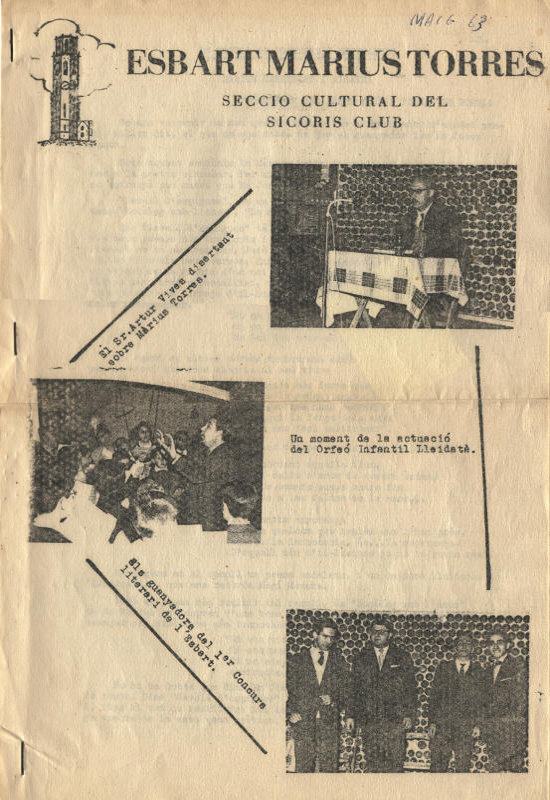 MAIG 63
ESBART MARIUS TORRES
SECCIO CULTURAL DEL
SICORIS CLUB
El Sr. Artur Vives disertant
sobre Màrius Torres.
Un moment de la actuació
del Orfeó Infantil Lleidatà.
Els guanyadors del 1er Concurs
literari de l'Esbart.